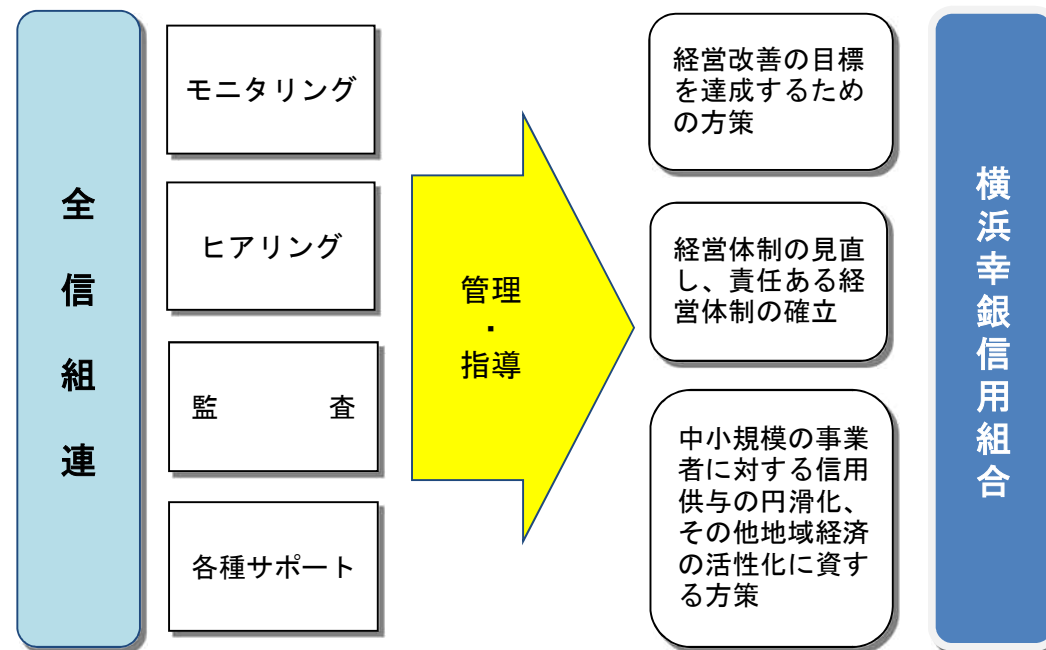 全信組連
モニタリング
ヒアリング
監　　　査
各種サポート
管理
・
指導
経営改善の目標
を達成するため
の方策
経営体制の見直
し、責任ある経
営体制の確立
中小規模の事業
者に対する信用
供与の円滑化、
その他地域経済
の活性化に資す
る方策
横浜幸銀信用組合